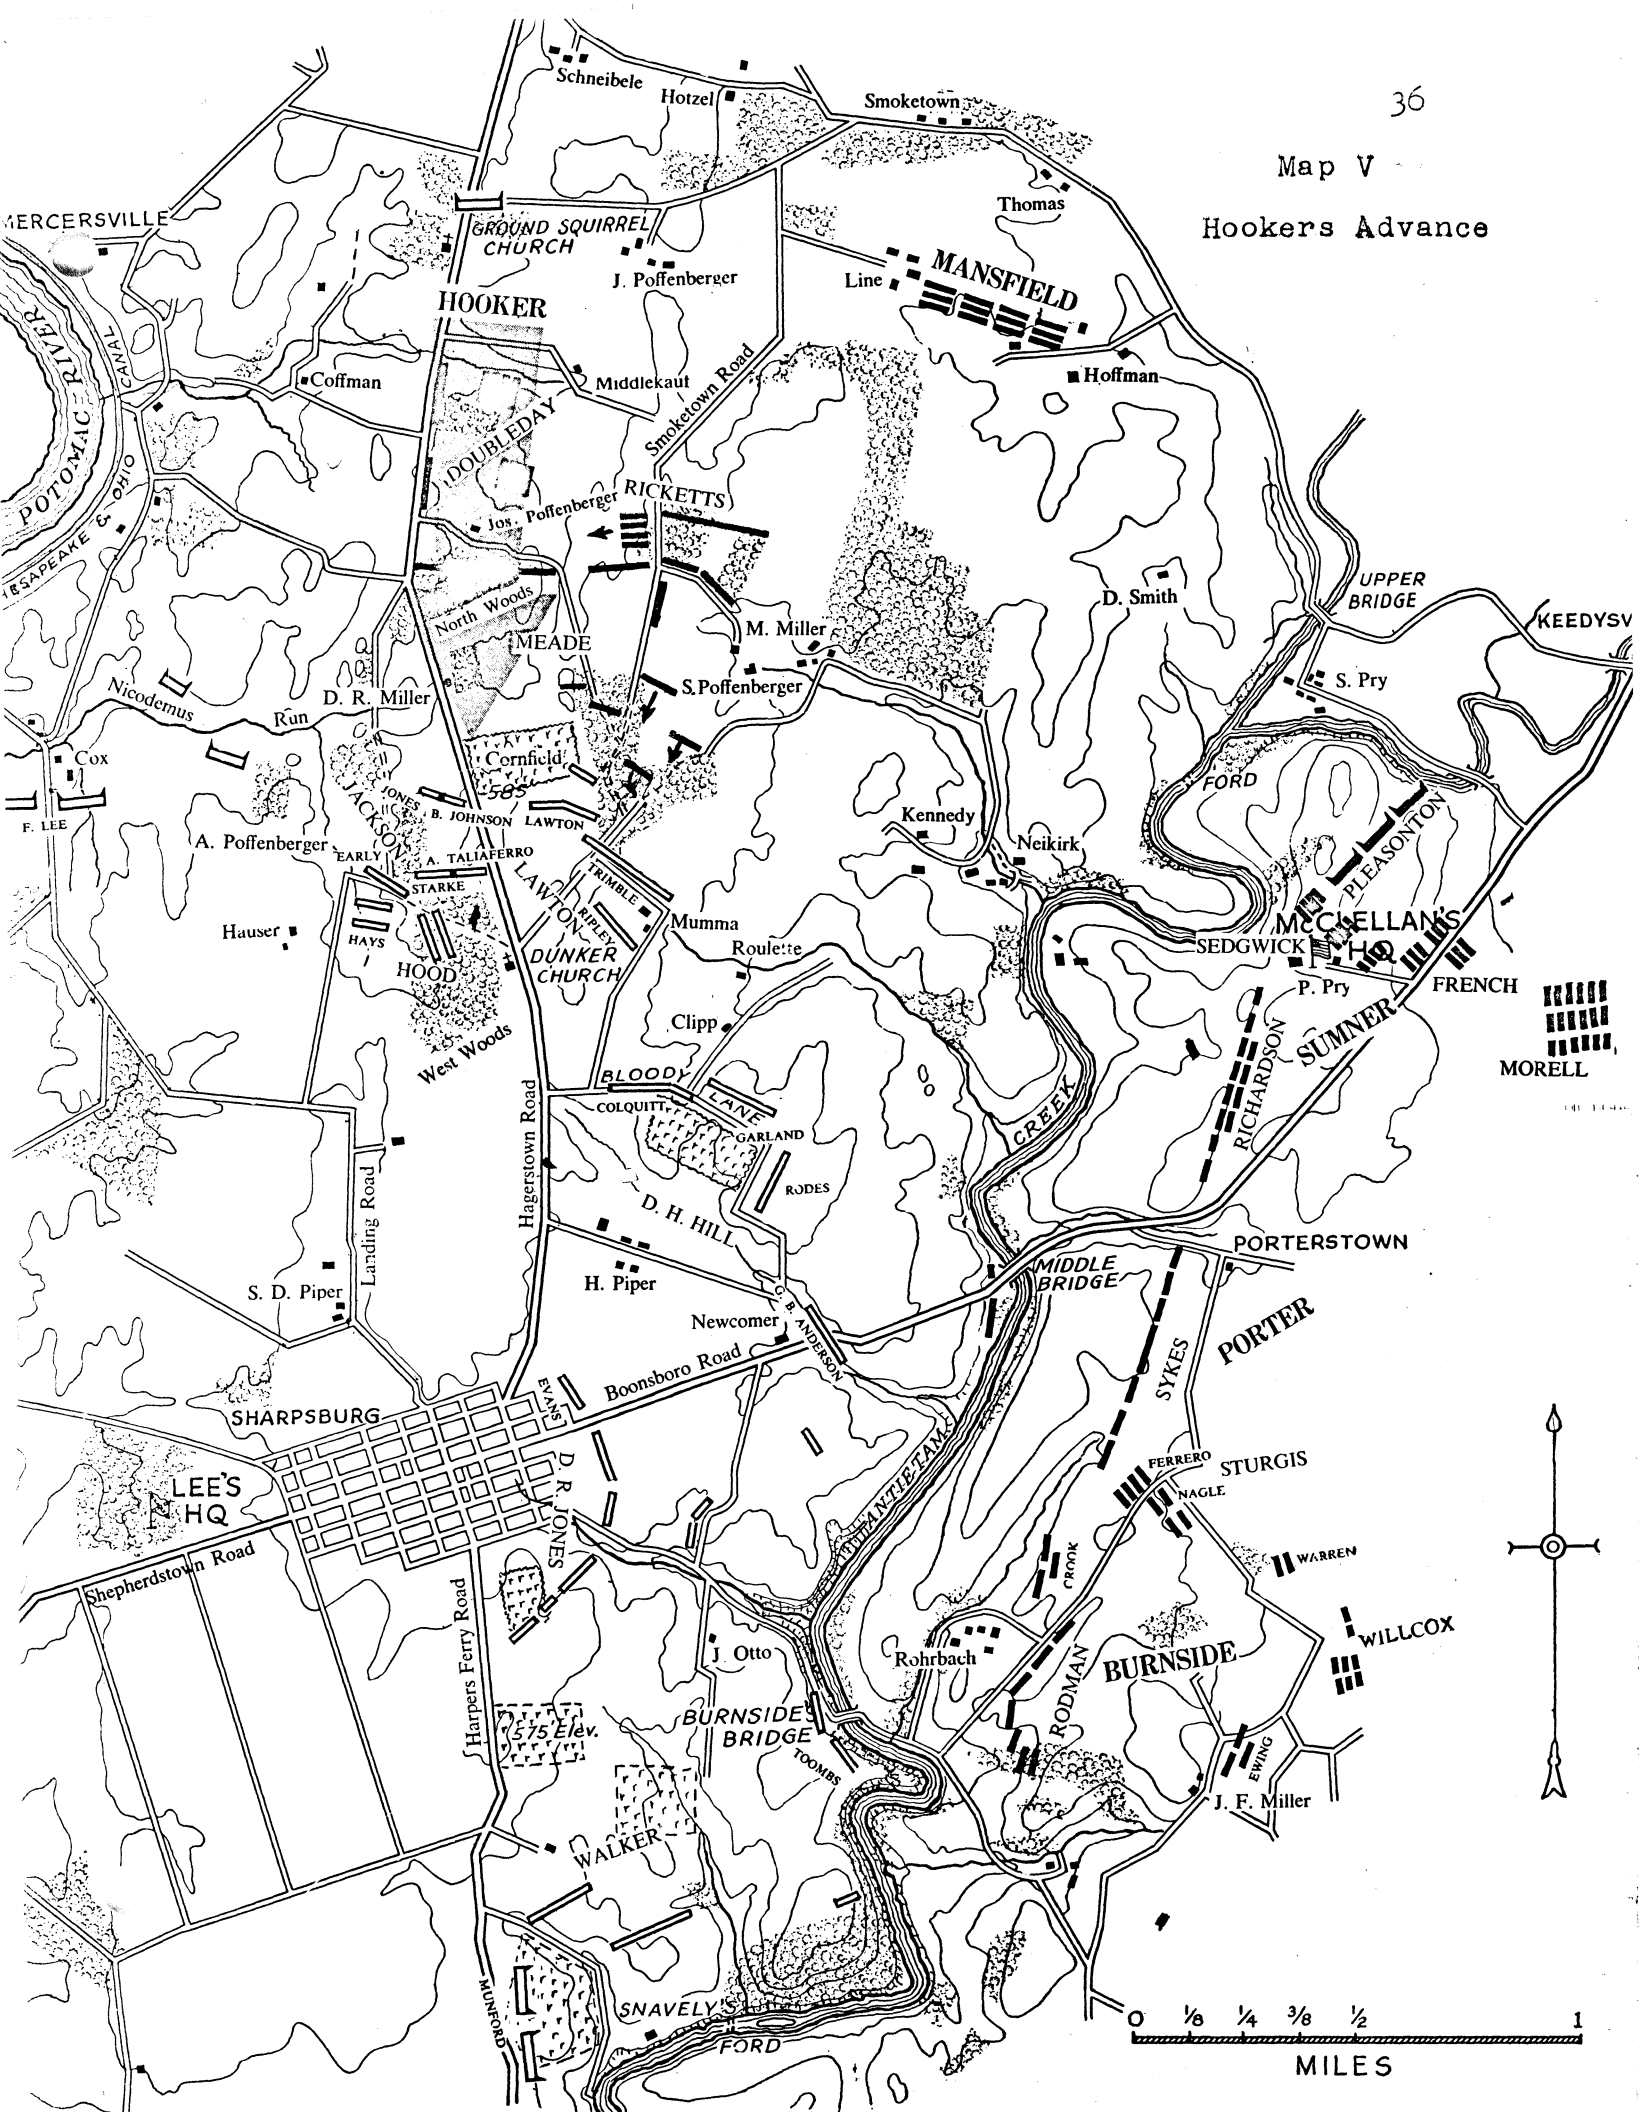 36
Map V
Hookers Advance
Schneibele
Hotzel
Smoketown
Thomas
MERCERSVILLE
GROUND SQUIRREL
CHURCH
J. Poffenberger
Line
MANSFIELD
HOOKER
Hoffman
POTOMAC RIVER
CANAL
Coffman
Middlekauf
Smoketown Road
DOUBLEDAY
OHIO
&
Jos. Poffenberger
RICKETTS
North Woods
MEADE
M. Miller
D. Smith
UPPER
BRIDGE
KEEDYSV
S. Poffenberger
S. Pry
Nicodemus
Run
D. R. Miller
Cox
Cornfield
585
FORD
F. LEE
JACKSON
JONES
B. JOHNSON
LAWTON
Kennedy
Neikirk
PLEASONTON
A. Poffenberger
EARLY
A. TALIAFERRO
STARKE
TRIMBLE
LAWTON
RIPLEY
Mumma
McCLELLAN'S
HQ
SEDGWICK
Hauser
HAYS
HOOD
DUNKER
CHURCH
Roulette
P. Pry
FRENCH
SUMNER
MORELL
Clipp
West Woods
RICHARDSON
BLOODY
LANE
COLQUITT
GARLAND
CREEK
RODES
Hagerstown Road
Landing Road
D. H. HILL
PORTERSTOWN
MIDDLE
BRIDGE
S. D. Piper
H. Piper
G. B.
ANDERSON
Newcomer
PORTER
SYKES
Boonsboro Road
EVANS
SHARPSBURG
D. R. JONES
LEE'S
HQ
ANTIETAM
FERRERO
STURGIS
NAGLE
Shepherdstown Road
CROOK
WARREN
WILLCOX
Harpers Ferry Road
J. Otto
Rohrbach
RODMAN
BURNSIDE
575 Elev.
BURNSIDE'S
BRIDGE
TOOMBS
EWING
J. F. Miller
WALKER
MUNFORD
SNAVELY'S
FORD
0 1/8 1/4 3/8 1/2 1
MILES